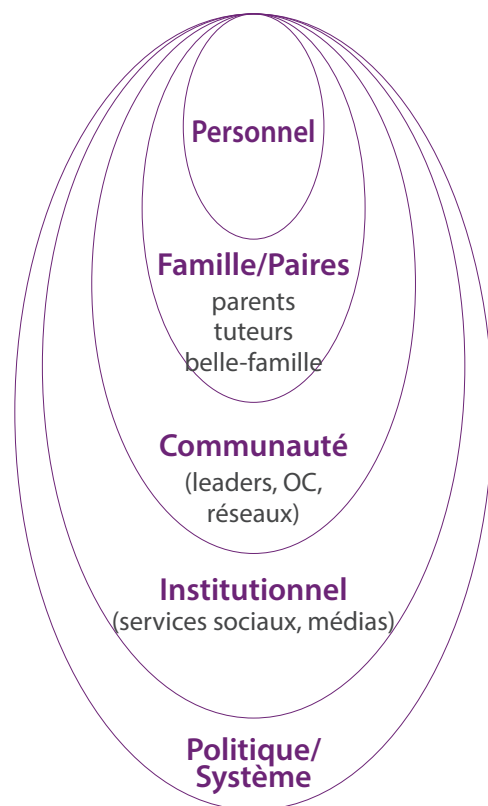 Personnel
Famille/Paires
parents
tuteurs
belle-famille
Communauté
(leaders, OC,
réseaux)
Institutionnel
(services sociaux, médias)
Politique/
Système